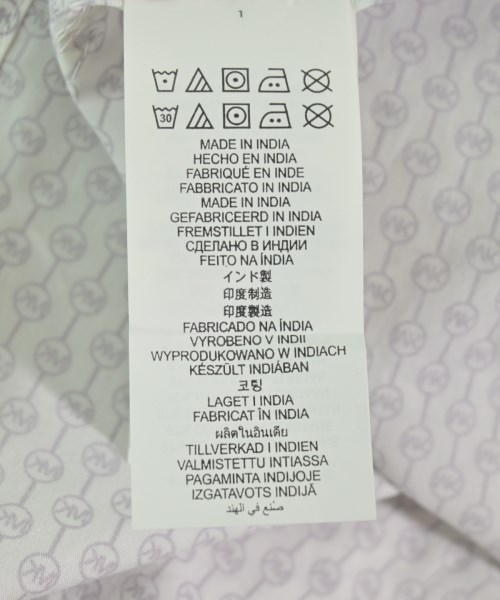 1
30
MADE IN INDIA
HECHO EN INDIA
FABRIQUÉ EN INDE
FABBRICATO IN INDIA
MADE IN INDIA
GEFABRICEERD IN INDIA
FREMSTILLET I INDIEN
СДЕЛАНО В ИНДИИ
FEITO NA ÍNDIA
インド製
印度制造
印度製造
FABRICADO NA ÍNDIA
VYROBENO V INDII
WYPRODUKOWANO W INDIACH
KÉSZÜLT INDIÁBAN
코팅
LAGET I INDIA
FABRICAT ÎN INDIA
ผลิตในอินเดีย
TILLVERKAD I INDIEN
VALMISTETTU INTIASSA
PAGAMINTA INDIJOJE
IZGATAVOTS INDIJĀ
صُنع في الهند